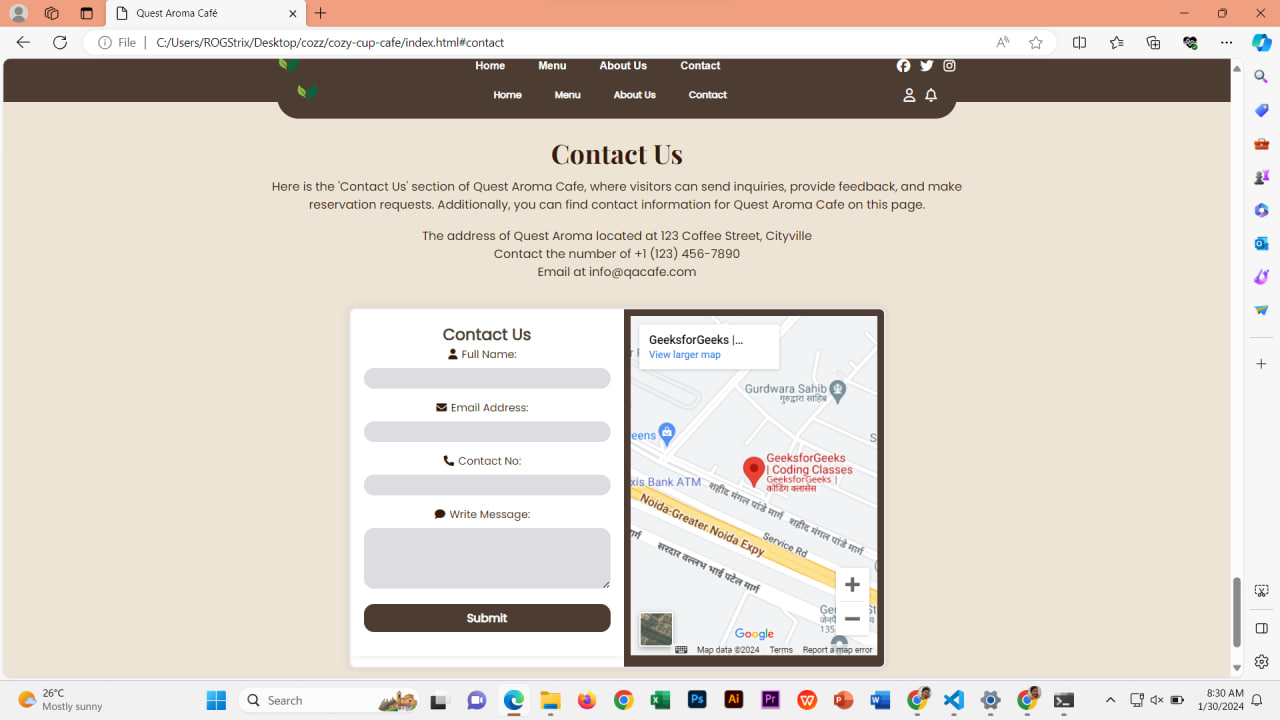 Quest Aroma Café
File | C:/Users/ROGStrix/Desktop/cozz/cozy-cup-cafe/index.html#contact
Home Menu About Us Contact
Home Menu About Us Contact
Contact Us
Here is the 'Contact Us' section of Quest Aroma Cafe, where visitors can send inquiries, provide feedback, and make
reservation requests. Additionally, you can find contact information for Quest Aroma Cafe on this page.
The address of Quest Aroma located at 123 Coffee Street, Cityville
Contact the number of +1 (123) 456-7890
Email at info@qacafe.com
Contact Us
Full Name:
Email Address:
Contact No:
Write Message:
Submit
GeeksforGeeks |...
View larger map
Gurdwara Sahib
गुरुद्वारा साहिब
eens
GeeksforGeeks
| Coding Classes
GeeksforGeeks |
कोडिंग क्लासेस
xis Bank ATM
शहीद मंगल पांडे मार्ग
शहीद मंगल पांडे मार्ग
Noida-Greater Noida Expy
Service Rd
मार्ग
सरदार वल्लभ भाई पटेल मार्ग
135
Google
Map data ©2024 Terms Report a map error
26°C
Mostly sunny
Search
8:30 AM
1/30/2024